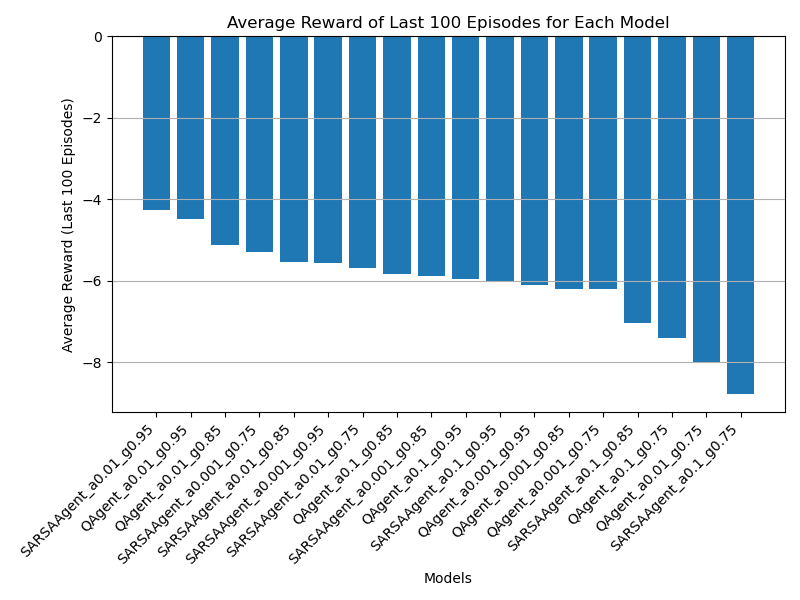 Average Reward of Last 100 Episodes for Each Model
Average Reward (Last 100 Episodes)
0
−2
−4
−6
−8
SARSAAgent_a0.01_g0.95
QAgent_a0.01_g0.95
QAgent_a0.01_g0.85
SARSAAgent_a0.001_g0.75
SARSAAgent_a0.01_g0.85
SARSAAgent_a0.001_g0.95
SARSAAgent_a0.01_g0.75
QAgent_a0.1_g0.85
SARSAAgent_a0.001_g0.85
QAgent_a0.1_g0.95
SARSAAgent_a0.1_g0.95
QAgent_a0.001_g0.95
QAgent_a0.001_g0.85
QAgent_a0.001_g0.75
SARSAAgent_a0.1_g0.85
QAgent_a0.1_g0.75
QAgent_a0.01_g0.75
SARSAAgent_a0.1_g0.75
Models